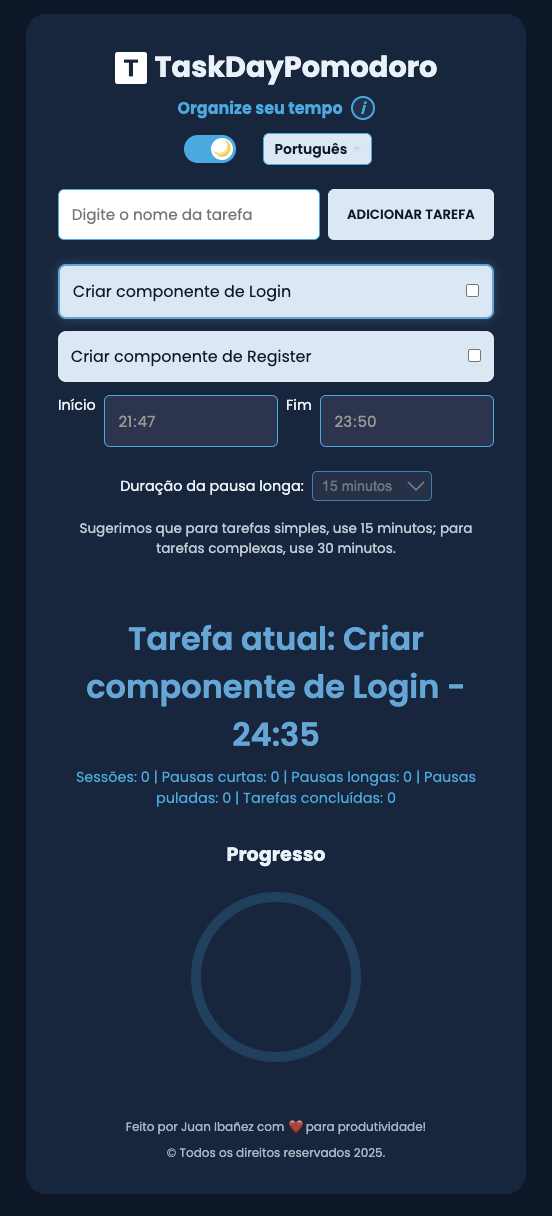 T TaskDayPomodoro
Organize seu tempo i
Português
Digite o nome da tarefa ADICIONAR TAREFA
Criar componente de Login
Criar componente de Register
Início 21:47 Fim 23:50
Duração da pausa longa: 15 minutos
Sugerimos que para tarefas simples, use 15 minutos; para
tarefas complexas, use 30 minutos.
Tarefa atual: Criar
componente de Login -
24:35
Sessões: 0 | Pausas curtas: 0 | Pausas longas: 0 | Pausas
puladas: 0 | Tarefas concluídas: 0
Progresso
Feito por Juan Ibañez com ❤️ para produtividade!
© Todos os direitos reservados 2025.